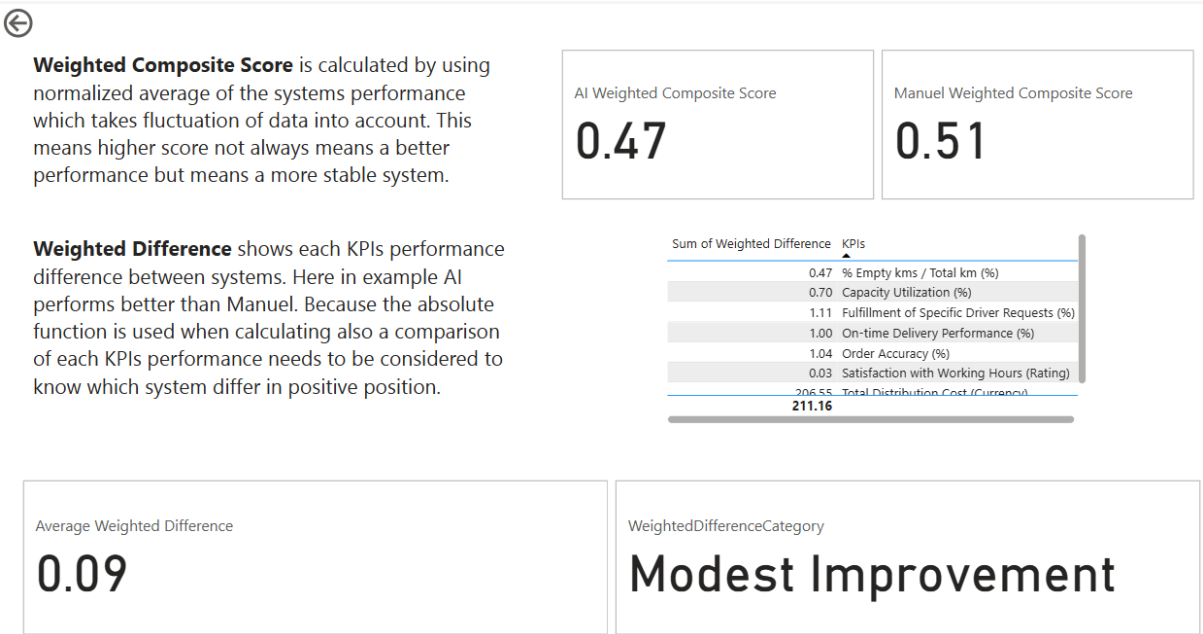 Weighted Composite Score is calculated by using
normalized average of the systems performance
which takes fluctuation of data into account. This
means higher score not always means a better
performance but means a more stable system.
AI Weighted Composite Score
0.47
Manuel Weighted Composite Score
0.51
Weighted Difference shows each KPIs performance
difference between systems. Here in example AI
performs better than Manuel. Because the absolute
function is used when calculating also a comparison
of each KPIs performance needs to be considered to
know which system differ in positive position.
Sum of Weighted Difference KPIs
0.47 % Empty kms / Total km (%)
0.70 Capacity Utilization (%)
1.11 Fulfillment of Specific Driver Requests (%)
1.00 On-time Delivery Performance (%)
1.04 Order Accuracy (%)
0.03 Satisfaction with Working Hours (Rating)
206.55 Total Distribution Cost (Currency)
211.16
Average Weighted Difference
0.09
WeightedDifferenceCategory
Modest Improvement